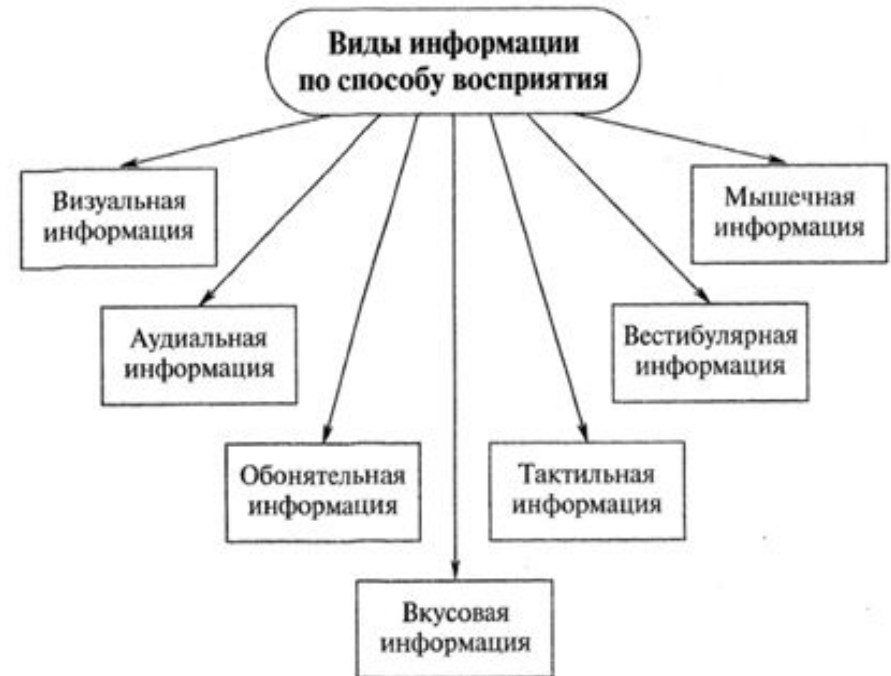 Виды информации
по способу восприятия
Визуальная
информация
Мышечная
информация
Аудиальная
информация
Вестибулярная
информация
Обонятельная
информация
Тактильная
информация
Вкусовая
информация